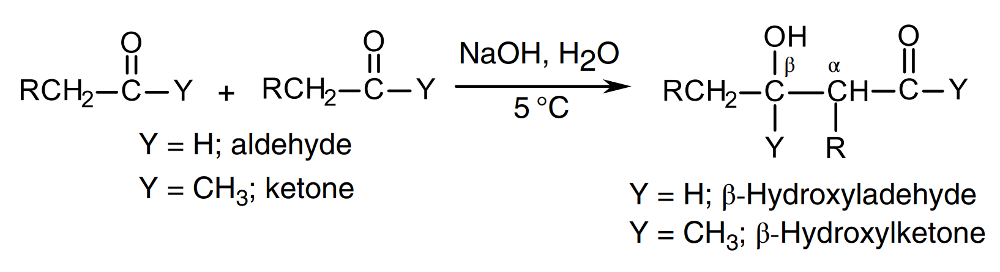 O O OH O
RCH2–C–Y + RCH2–C–Y NaOH, H2O 5 °C RCH2–C–CH–C–Y
β α
Y R
Y = H; aldehyde
Y = CH3; ketone
Y = H; β-Hydroxyladehyde
Y = CH3; β-Hydroxylketone